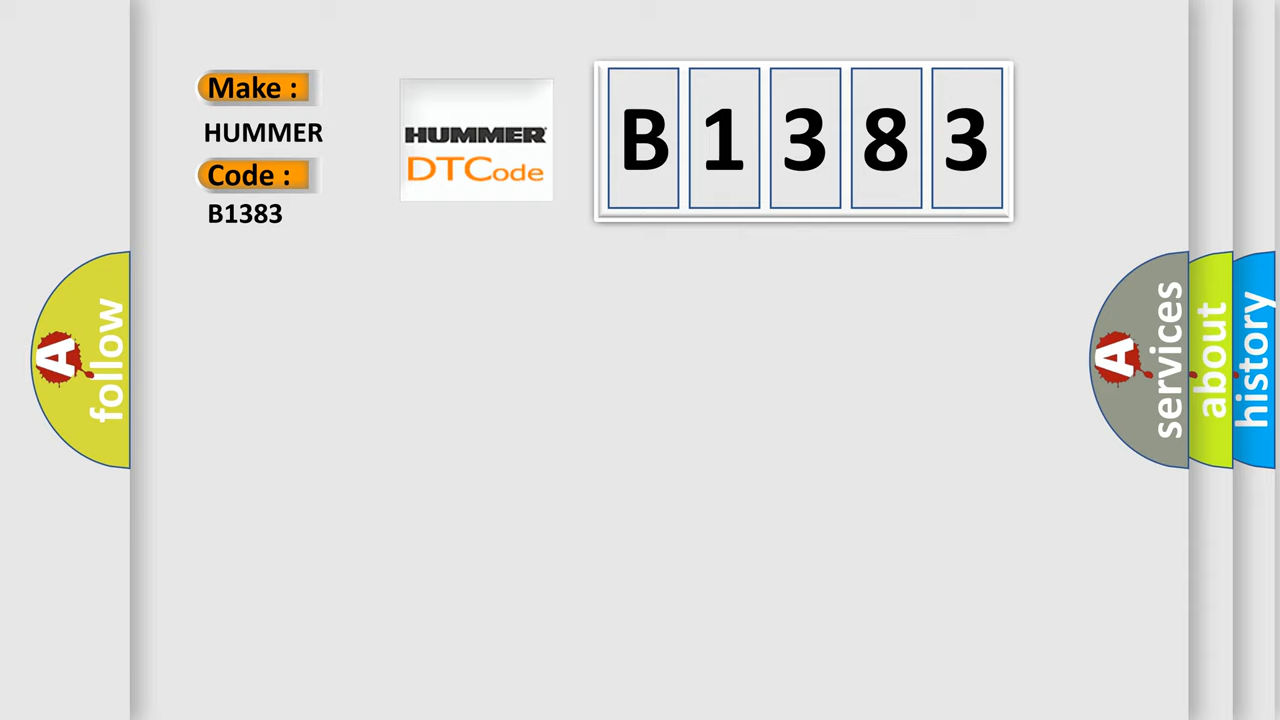 Make :
HUMMER
Code :
B1383
HUMMER
DTCode
B 1 3 8 3
A follow
A services
about
history